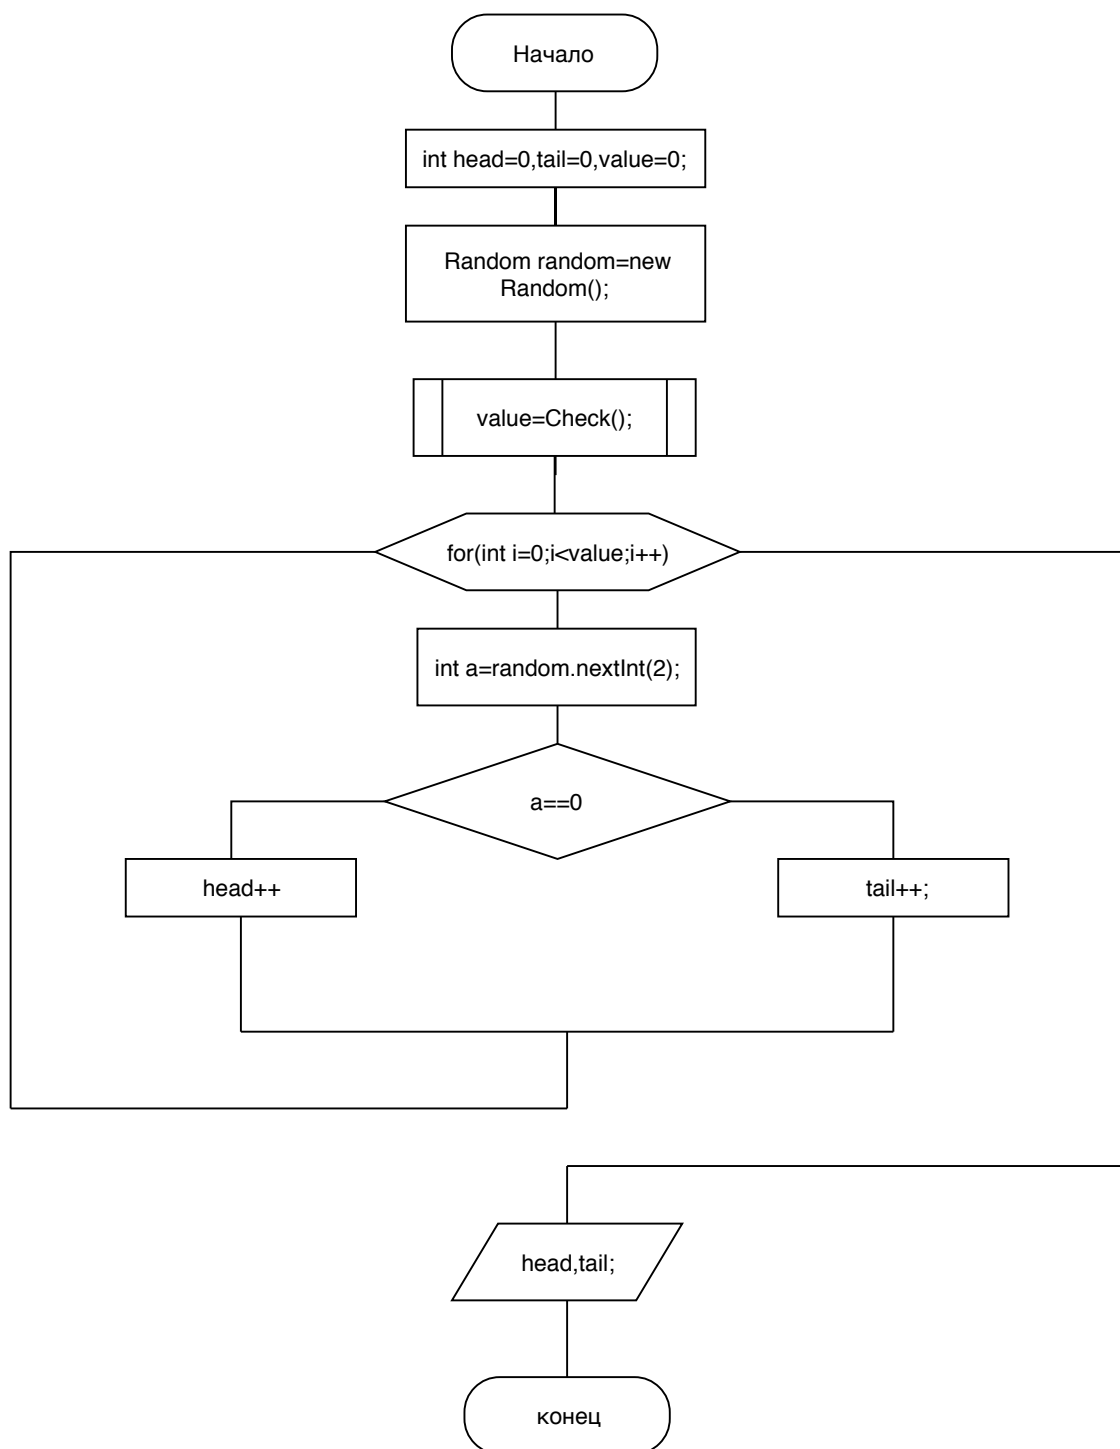 Начало
int head=0,tail=0,value=0;
Random random=new
Random();
value=Check();
for(int i=0;i<value;i++)
int a=random.nextInt(2);
a==0
head++
tail++;
head,tail;
конец